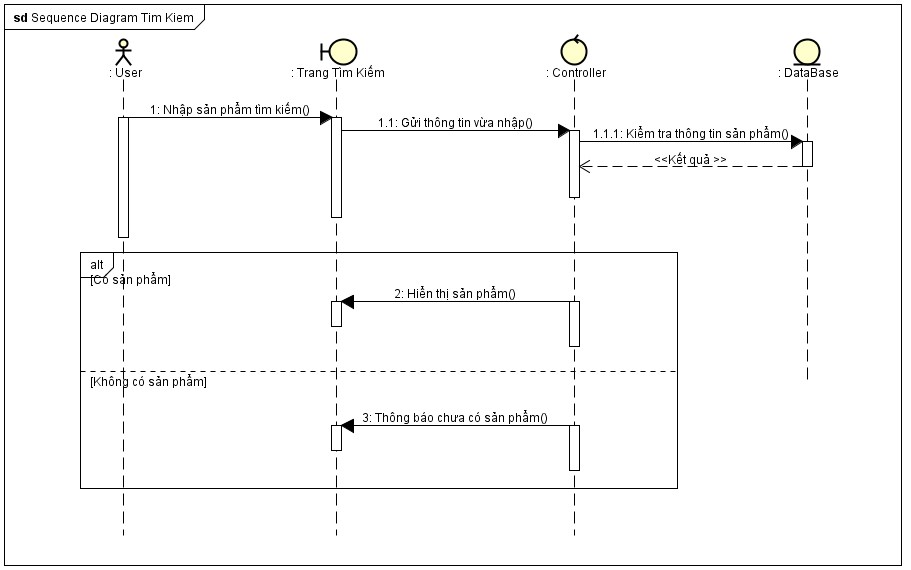 sd Sequence Diagram Tim Kiem
: User
: Trang Tìm Kiếm
: Controller
: DataBase
1: Nhập sản phẩm tìm kiếm()
1.1: Gửi thông tin vừa nhập()
1.1.1: Kiểm tra thông tin sản phẩm()
<<Kết quả >>
alt
[Có sản phẩm]
2: Hiển thị sản phẩm()
[Không có sản phẩm]
3: Thông báo chưa có sản phẩm()